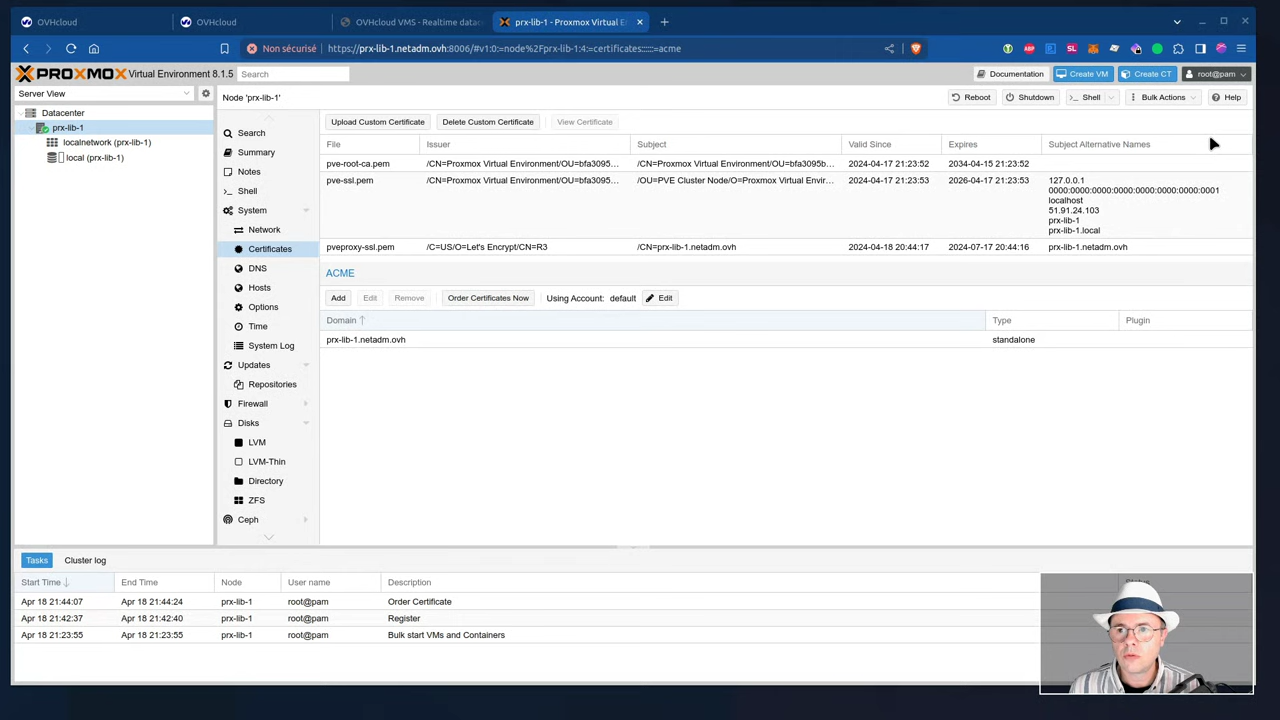 OVHcloud
OVHcloud
OVHcloud VMS - Realtime datac
prx-lib-1 - Proxmox Virtual E
Non sécurisé
https://prx-lib-1.netadm.ovh:8006/#v1:0:=node%2Fprx-lib-1:4:=certificates:::::=acme
PROXMOX Virtual Environment 8.1.5
Search
Documentation
Create VM
Create CT
root@pam
Server View
Node 'prx-lib-1'
Reboot
Shutdown
Shell
Bulk Actions
Help
Datacenter
prx-lib-1
localnetwork (prx-lib-1)
local (prx-lib-1)
Search
Summary
Notes
Shell
System
Network
Certificates
DNS
Hosts
Options
Time
System Log
Updates
Repositories
Firewall
Disks
LVM
LVM-Thin
Directory
ZFS
Ceph
Upload Custom Certificate
Delete Custom Certificate
View Certificate
File Issuer Subject Valid Since Expires Subject Alternative Names
pve-root-ca.pem /CN=Proxmox Virtual Environment/OU=bfa3095... /CN=Proxmox Virtual Environment/OU=bfa3095b... 2024-04-17 21:23:52 2034-04-15 21:23:52
pve-ssl.pem /CN=Proxmox Virtual Environment/OU=bfa3095... /OU=PVE Cluster Node/O=Proxmox Virtual Envir... 2024-04-17 21:23:53 2026-04-17 21:23:53 127.0.0.1
0000:0000:0000:0000:0000:0000:0000:0001
localhost
51.91.24.103
prx-lib-1
prx-lib-1.local
pveproxy-ssl.pem /C=US/O=Let's Encrypt/CN=R3 /CN=prx-lib-1.netadm.ovh 2024-04-18 20:44:17 2024-07-17 20:44:16 prx-lib-1.netadm.ovh
ACME
Add
Edit
Remove
Order Certificates Now
Using Account: default
Edit
Domain Type Plugin
prx-lib-1.netadm.ovh standalone
Tasks
Cluster log
Start Time End Time Node User name Description Status
Apr 18 21:44:07 Apr 18 21:44:24 prx-lib-1 root@pam Order Certificate
Apr 18 21:42:37 Apr 18 21:42:40 prx-lib-1 root@pam Register
Apr 18 21:23:55 Apr 18 21:23:55 prx-lib-1 root@pam Bulk start VMs and Containers